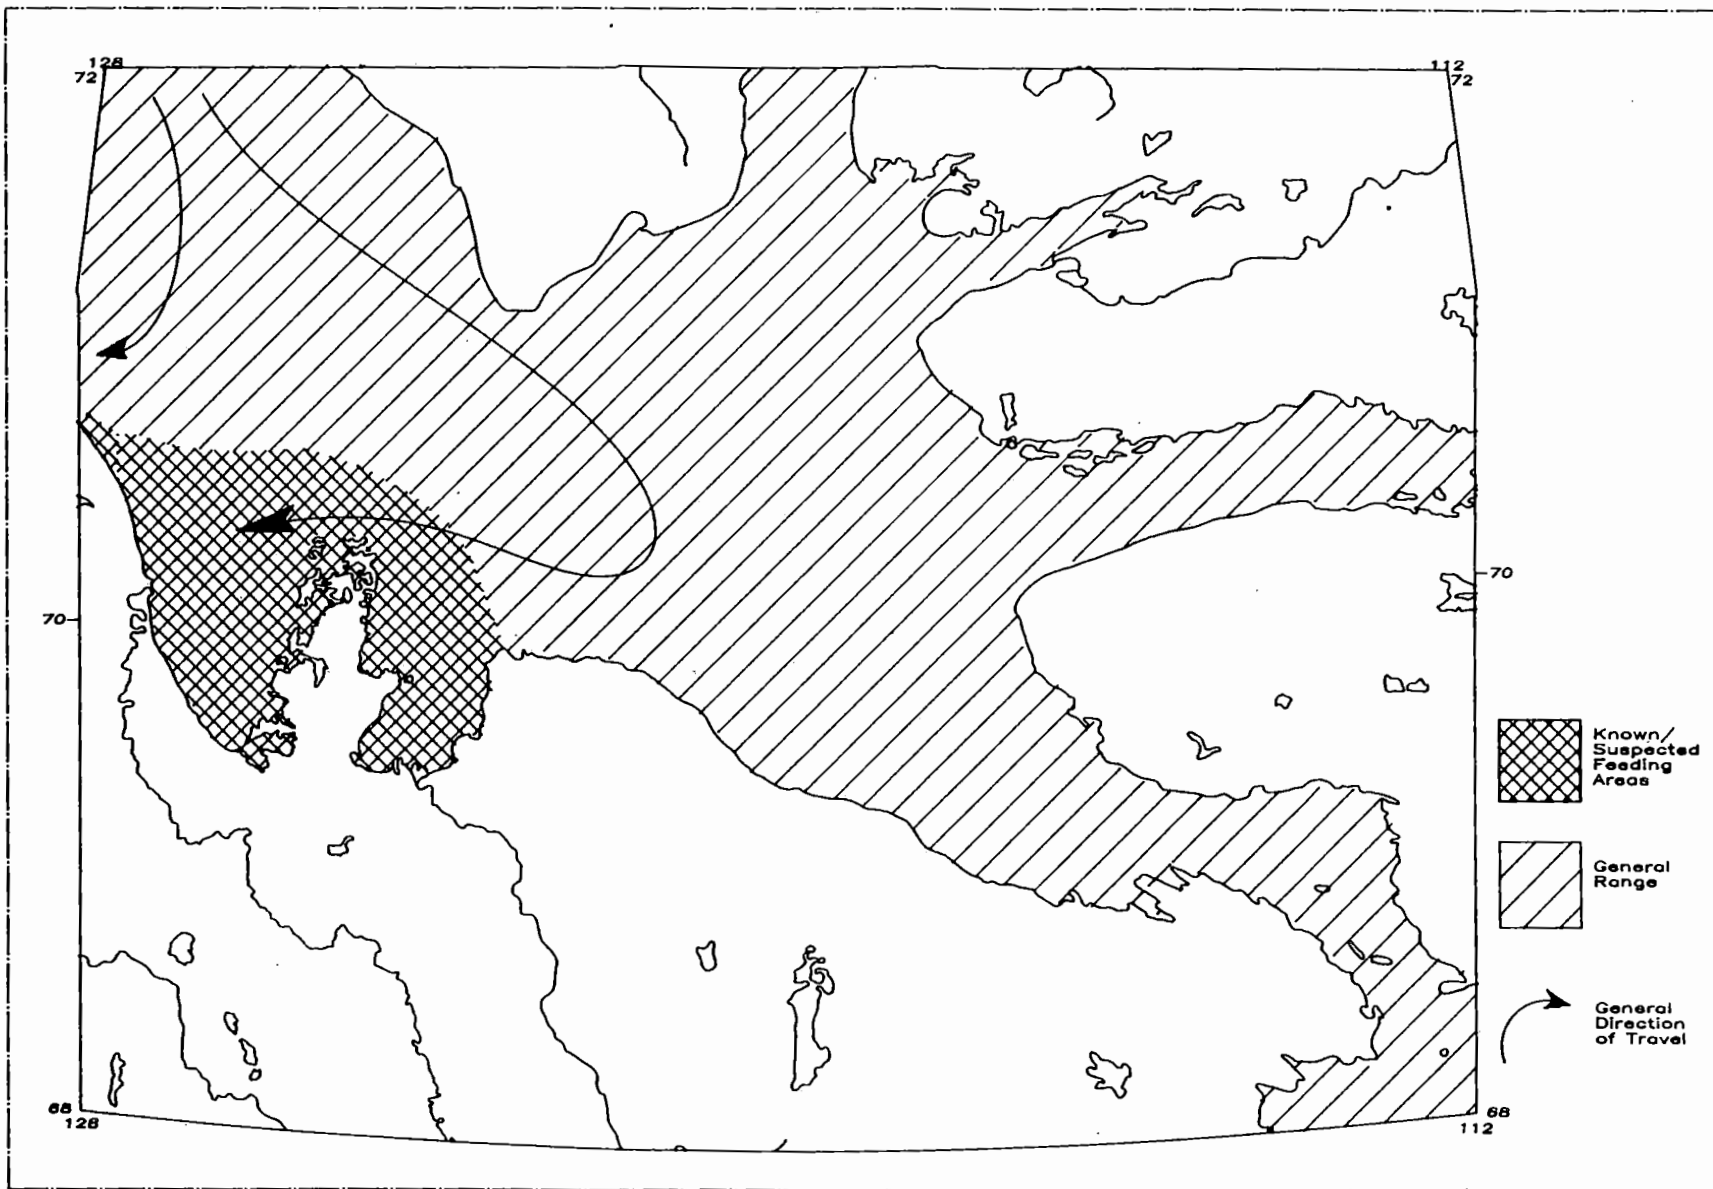 128
72
112
72
70
70
Known/
Suspected
Feeding
Areas
General
Range
General
Direction
of Travel
68
128
68
112